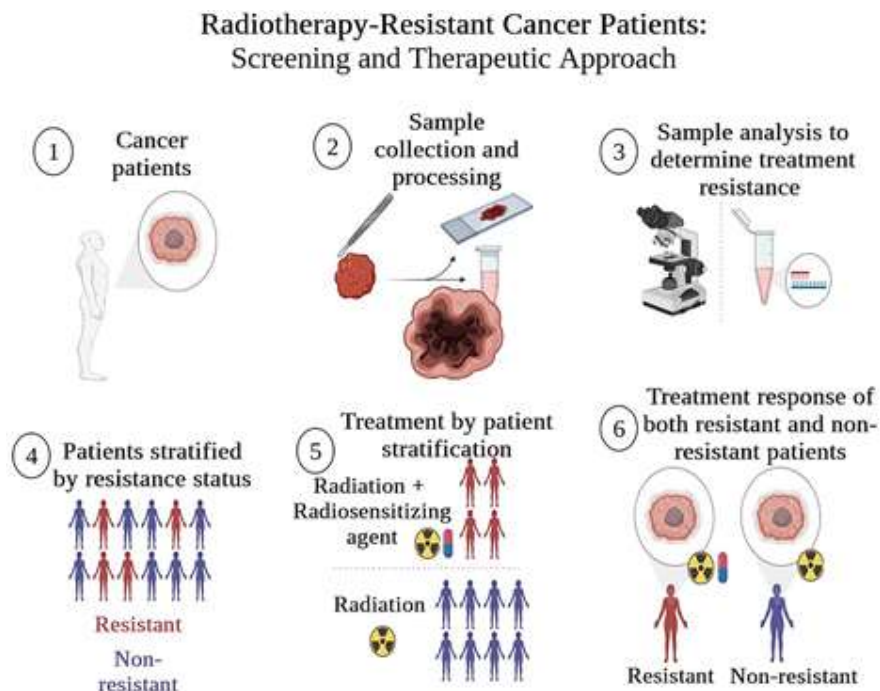 Radiotherapy-Resistant Cancer Patients:
Screening and Therapeutic Approach
1
Cancer
patients
2
Sample
collection and
processing
3
Sample analysis to
determine treatment
resistance
4
Patients stratified
by resistance status
Resistant
Non-
resistant
5
Treatment by patient
stratification
Radiation +
Radiosensitizing
agent
Radiation
6
Treatment response of
both resistant and non-
resistant patients
Resistant
Non-resistant